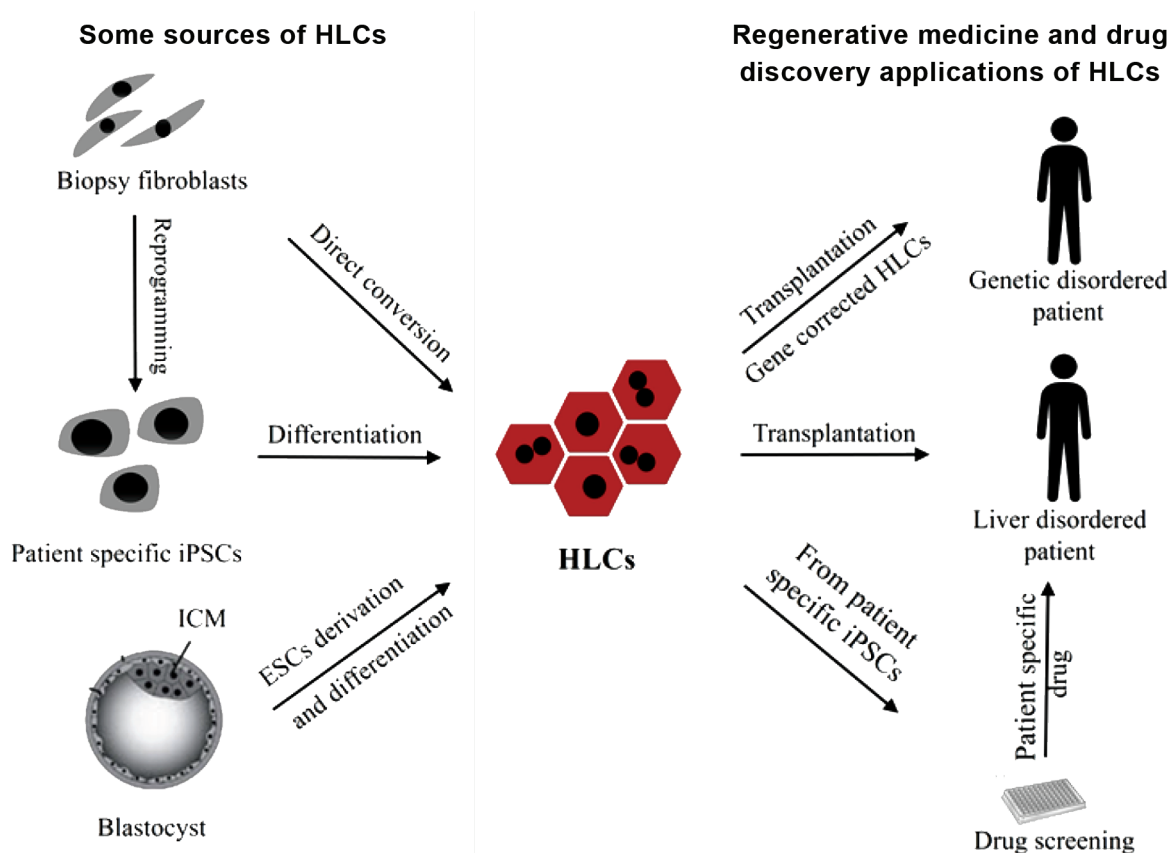 Some sources of HLCs
Regenerative medicine and drug
discovery applications of HLCs
Biopsy fibroblasts
Reprogramming
Direct conversion
Patient specific iPSCs
Differentiation
ICM
Blastocyst
ESCs derivation
and differentiation
HLCs
Transplantation
Gene corrected HLCs
Genetic disordered
patient
Transplantation
Liver disordered
patient
From patient
specific iPSCs
Patient specific
drug
Drug screening